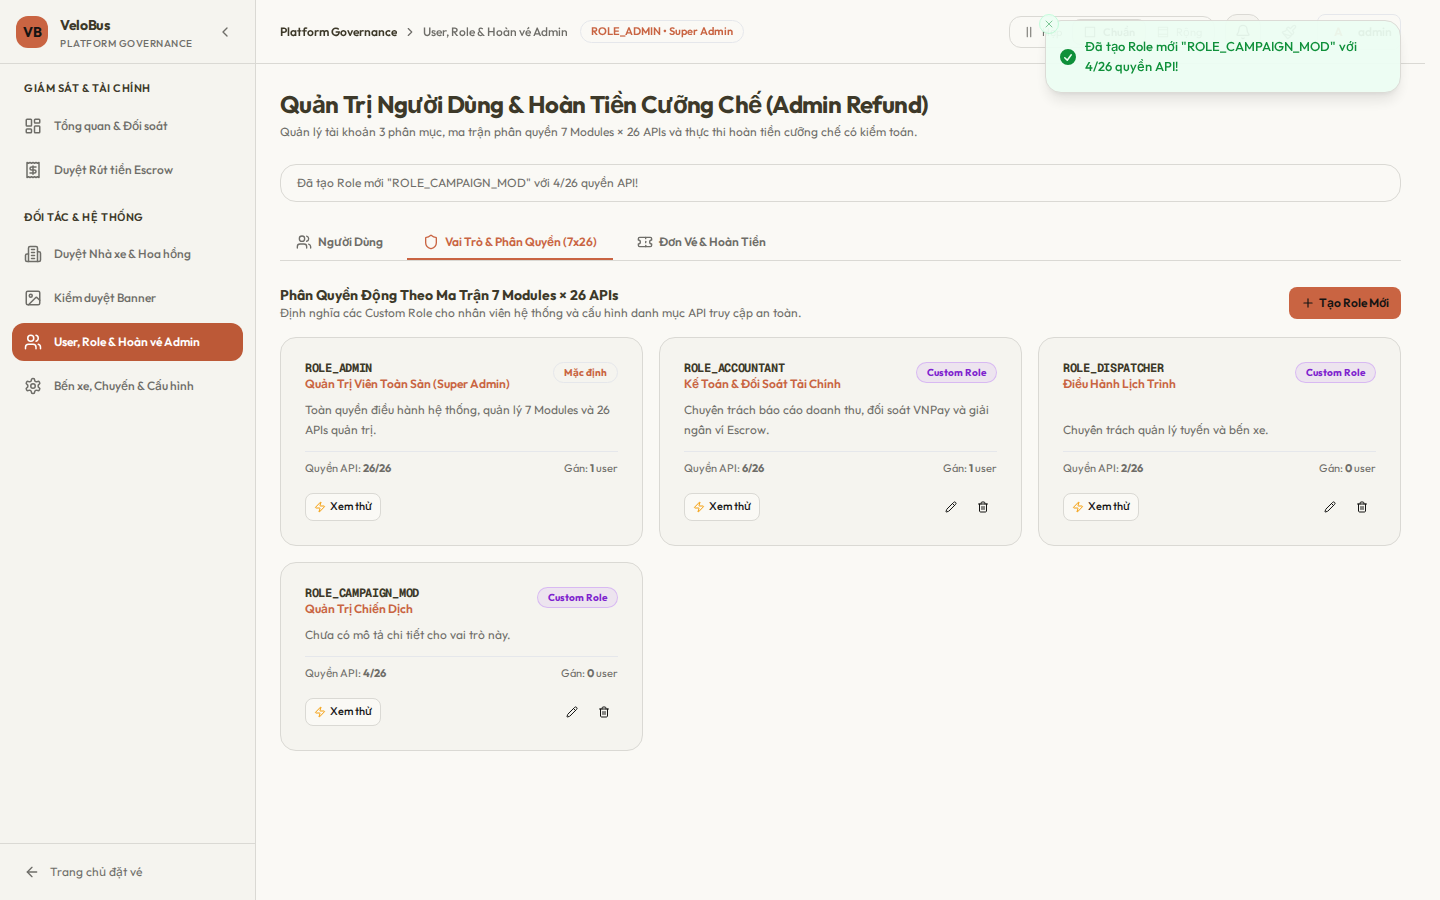 VB
VeloBus
PLATFORM GOVERNANCE
GIÁM SÁT & TÀI CHÍNH
Tổng quan & Đối soát
Duyệt Rút tiền Escrow
ĐỐI TÁC & HỆ THỐNG
Duyệt Nhà xe & Hoa hồng
Kiểm duyệt Banner
User, Role & Hoàn vé Admin
Bến xe, Chuyến & Cấu hình
Trang chủ đặt vé
Platform Governance > User, Role & Hoàn vé Admin
ROLE_ADMIN • Super Admin
Chuẩn
admin
Đã tạo Role mới "ROLE_CAMPAIGN_MOD" với
4/26 quyền API!
Quản Trị Người Dùng & Hoàn Tiền Cưỡng Chế (Admin Refund)
Quản lý tài khoản 3 phân mục, ma trận phân quyền 7 Modules × 26 APIs và thực thi hoàn tiền cưỡng chế có kiểm toán.
Đã tạo Role mới "ROLE_CAMPAIGN_MOD" với 4/26 quyền API!
Người Dùng
Vai Trò & Phân Quyền (7x26)
Đơn Vé & Hoàn Tiền
Phân Quyền Động Theo Ma Trận 7 Modules × 26 APIs
Định nghĩa các Custom Role cho nhân viên hệ thống và cấu hình danh mục API truy cập an toàn.
Tạo Role Mới
ROLE_ADMIN
Quản Trị Viên Toàn Sàn (Super Admin)
Mặc định
Toàn quyền điều hành hệ thống, quản lý 7 Modules và 26
APIs quản trị.
Quyền API: 26/26
Gán: 1 user
Xem thử
ROLE_ACCOUNTANT
Kế Toán & Đối Soát Tài Chính
Custom Role
Chuyên trách báo cáo doanh thu, đối soát VNPay và giải
ngân ví Escrow.
Quyền API: 6/26
Gán: 1 user
Xem thử
ROLE_DISPATCHER
Điều Hành Lịch Trình
Custom Role
Chuyên trách quản lý tuyến và bến xe.
Quyền API: 2/26
Gán: 0 user
Xem thử
ROLE_CAMPAIGN_MOD
Quản Trị Chiến Dịch
Custom Role
Chưa có mô tả chi tiết cho vai trò này.
Quyền API: 4/26
Gán: 0 user
Xem thử